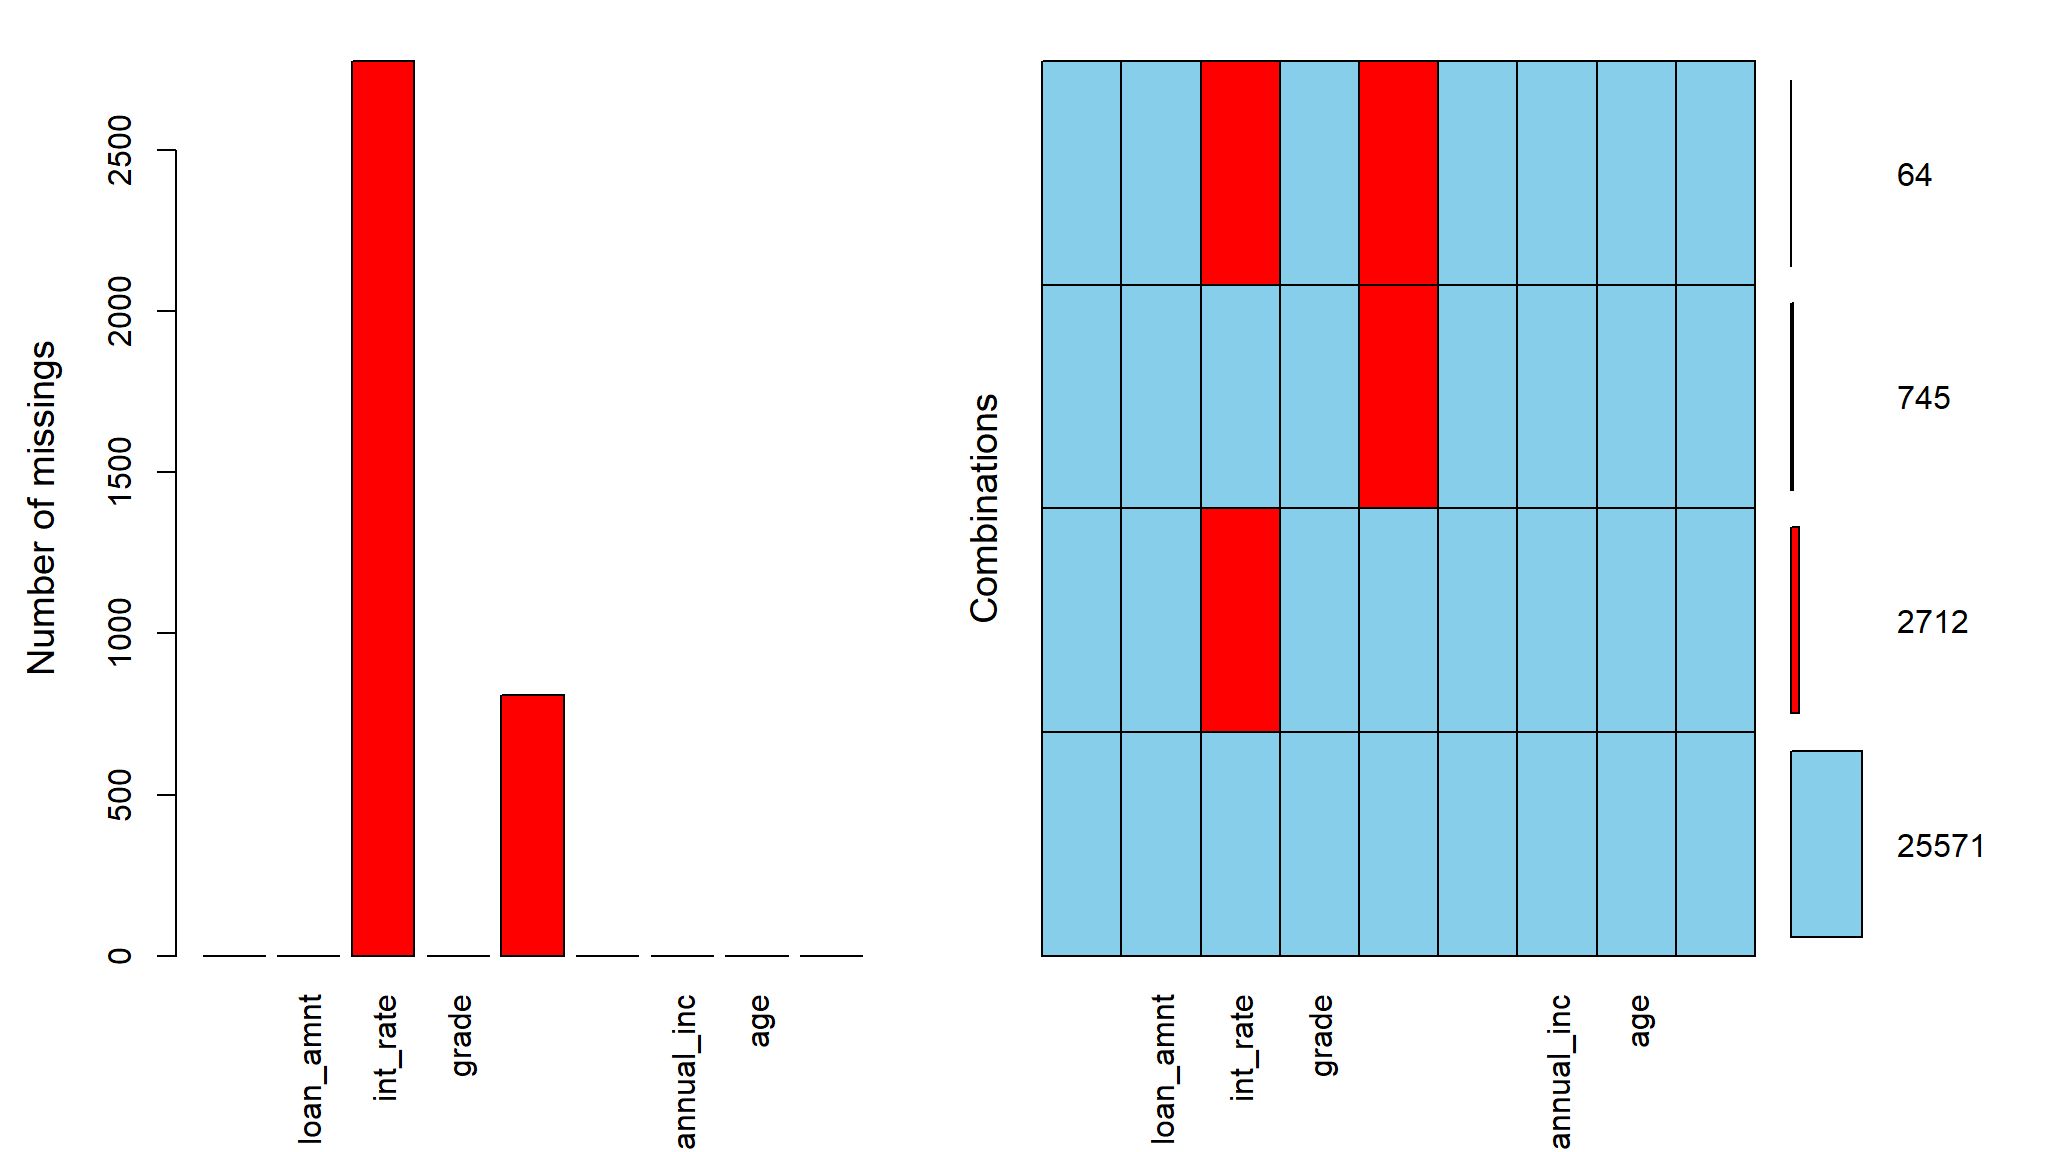 Number of missings
2500
2000
1500
1000
500
0
loan_amnt
int_rate
grade
annual_inc
age
Combinations
loan_amnt
int_rate
grade
annual_inc
age
64
745
2712
25571